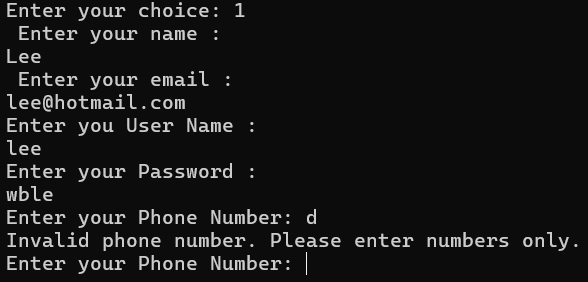 Enter your choice: 1
Enter your name :
Lee
Enter your email :
lee@hotmail.com
Enter you User Name :
lee
Enter your Password :
wble
Enter your Phone Number: d
Invalid phone number. Please enter numbers only.
Enter your Phone Number: